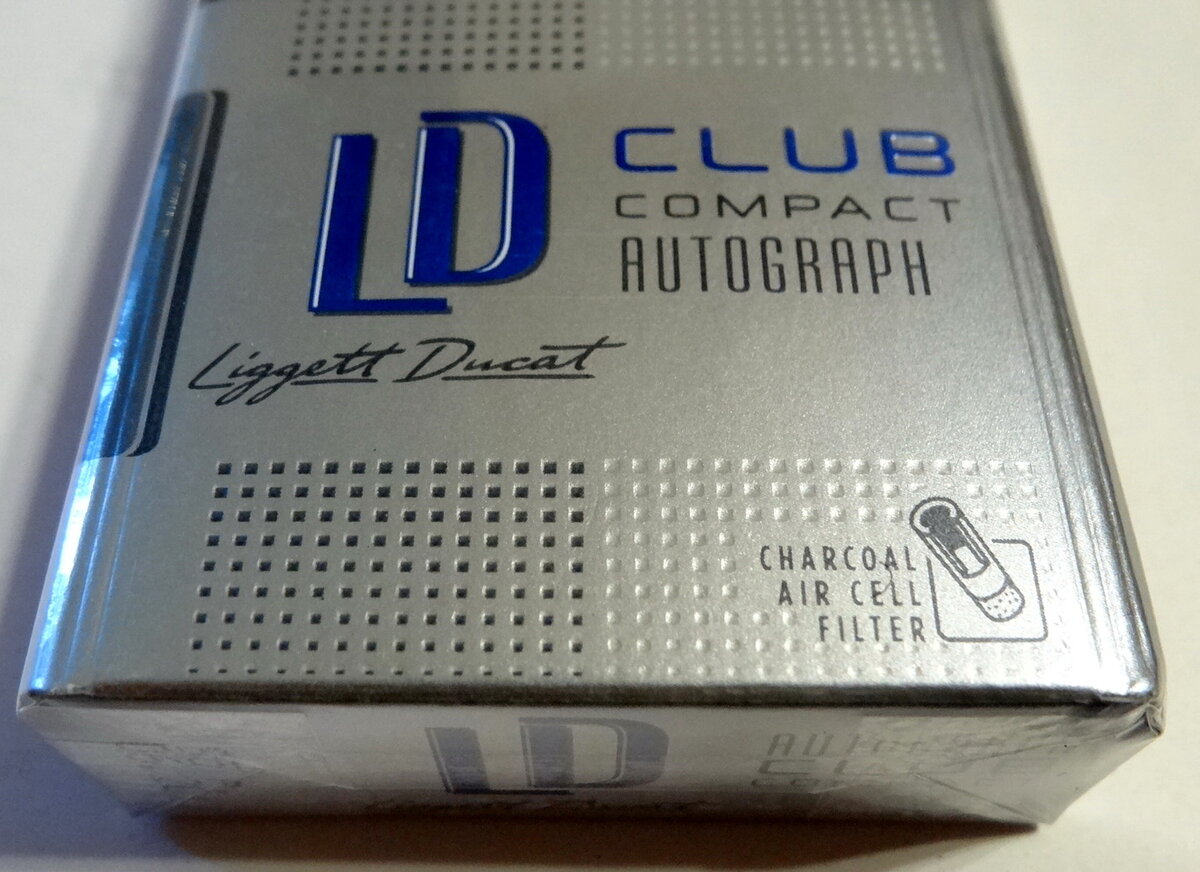 LD
CLUB
COMPACT
AUTOGRAPH
Liggett Ducat
CHARCOAL
AIR CELL
FILTER
LD